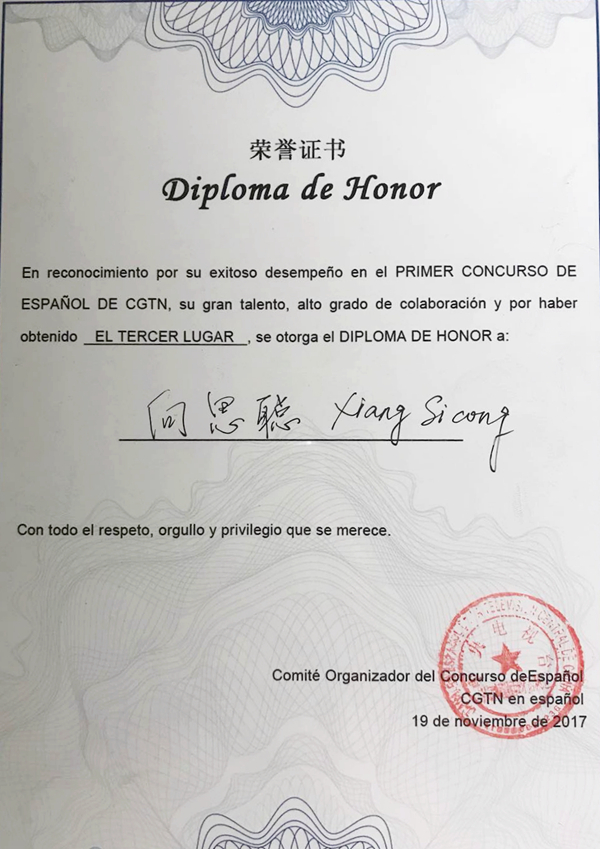 荣誉证书
Diploma de Honor
En reconocimiento por su exitoso desempeño en el PRIMER CONCURSO DE
ESPAÑOL DE CGTN, su gran talento, alto grado de colaboración y por haber
obtenido EL TERCER LUGAR, se otorga el DIPLOMA DE HONOR a:
向思聪 Xiang Sicong
Con todo el respeto, orgullo y privilegio que se merece.
Comité Organizador del Concurso deEspañol
CGTN en español
19 de noviembre de 2017